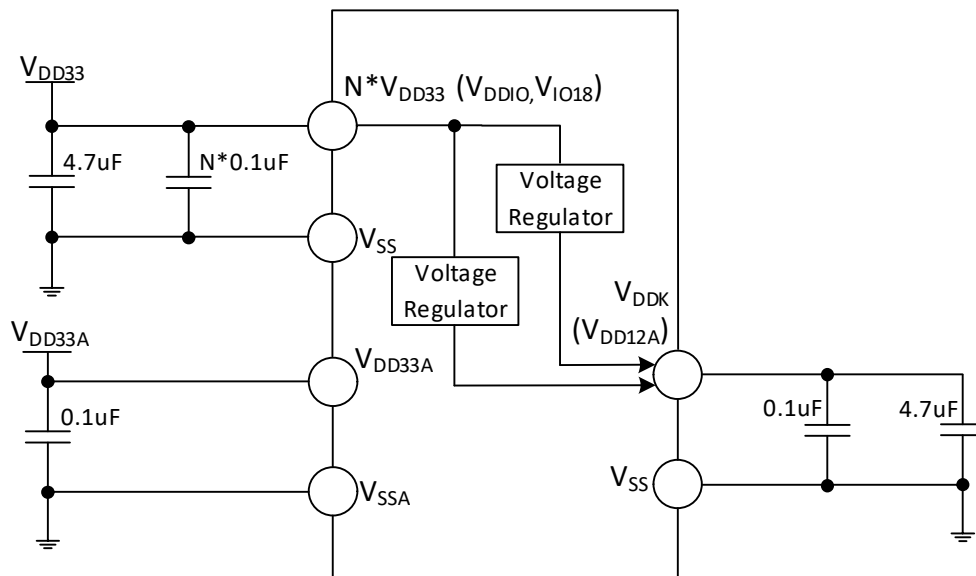 VDD33
N*VDD33 (VDDIO,VIO18)
4.7uF
N*0.1uF
Voltage
Regulator
VSS
Voltage
Regulator
VDDK
(VDD12A)
VDD33A
VDD33A
0.1uF
0.1uF
4.7uF
VSS
VSSA